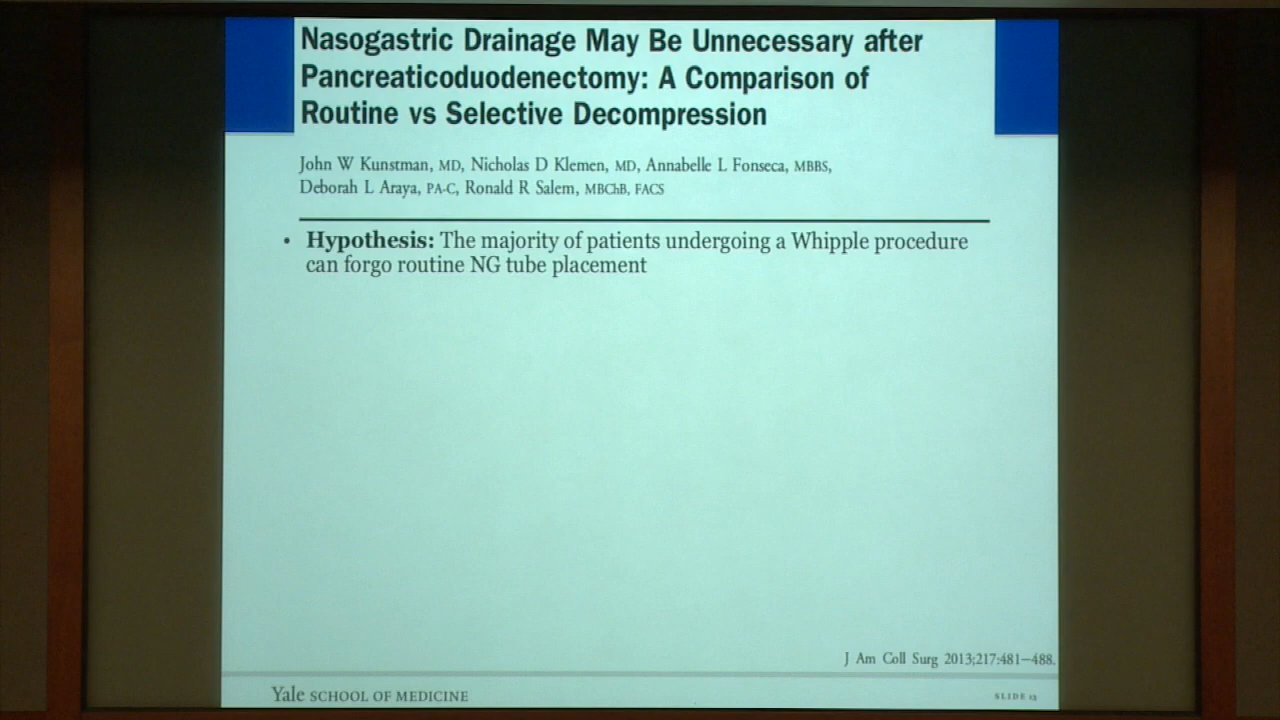 Nasogastric Drainage May Be Unnecessary after
Pancreaticoduodenectomy: A Comparison of
Routine vs Selective Decompression
John W Kunstman, MD, Nicholas D Klemen, MD, Annabelle L Fonseca, MBBS,
Deborah L Araya, PA-C, Ronald R Salem, MBChB, FACS
• Hypothesis: The majority of patients undergoing a Whipple procedure
can forgo routine NG tube placement
J Am Coll Surg 2013;217:481–488.
Yale SCHOOL OF MEDICINE
SLIDE 12